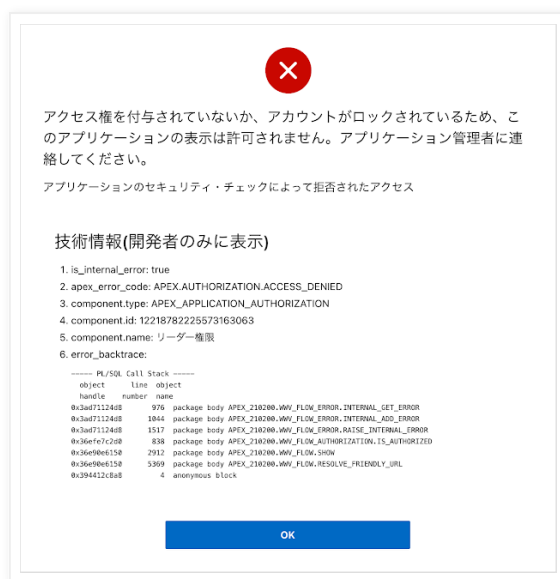 アクセス権を付与されていないか、アカウントがロックされているため、こ
のアプリケーションの表示は許可されません。アプリケーション管理者に連
絡してください。
アプリケーションのセキュリティ・チェックによって拒否されたアクセス
技術情報(開発者のみに表示)
1. is_internal_error: true
2. apex_error_code: APEX.AUTHORIZATION.ACCESS_DENIED
3. component.type: APEX_APPLICATION_AUTHORIZATION
4. component.id: 12218782225573163063
5. component.name: リーダー権限
6. error_backtrace:
----- PL/SQL Call Stack -----
object line object
handle number name
0x3ad71124d8 976 package body APEX_210200.WWV_FLOW_ERROR.INTERNAL_GET_ERROR
0x3ad71124d8 1044 package body APEX_210200.WWV_FLOW_ERROR.INTERNAL_ADD_ERROR
0x3ad71124d8 1517 package body APEX_210200.WWV_FLOW_ERROR.RAISE_INTERNAL_ERROR
0x36efe7c2d0 838 package body APEX_210200.WWV_FLOW_AUTHORIZATION.IS_AUTHORIZED
0x36e90e6150 2912 package body APEX_210200.WWV_FLOW.SHOW
0x36e90e6150 5369 package body APEX_210200.WWV_FLOW.RESOLVE_FRIENDLY_URL
0x394412c8a8 4 anonymous block
OK